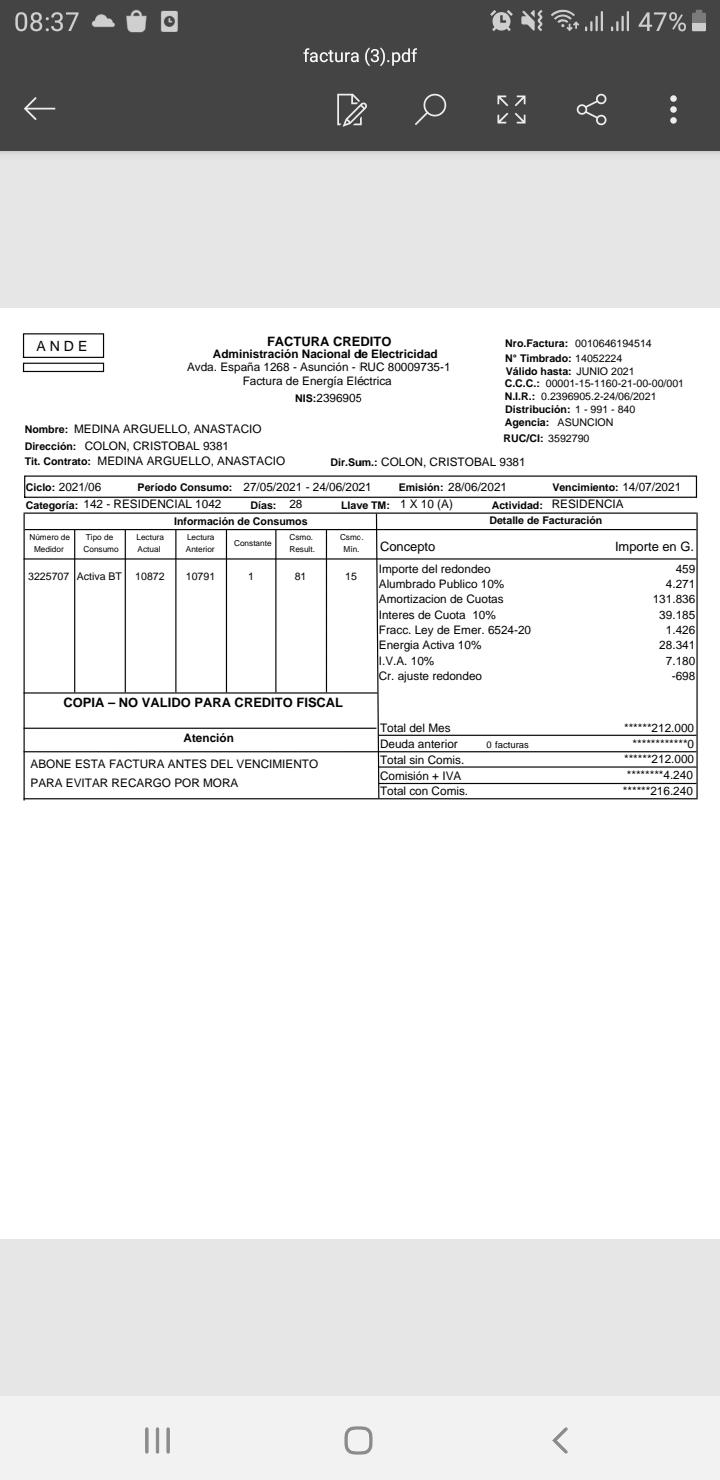 08:37
47%
factura (3).pdf
ANDE
FACTURA CREDITO
Administración Nacional de Electricidad
Avda. España 1268 - Asunción - RUC 80009735-1
Factura de Energía Eléctrica
NIS:2396905
Nro.Factura: 0010646194514
N° Timbrado: 14052224
Válido hasta: JUNIO 2021
C.C.C.: 00001-15-1160-21-00-00/001
N.I.R.: 0.2396905.2-24/06/2021
Distribución: 1 - 991 - 840
Agencia: ASUNCION
RUC/CI: 3592790
Nombre: MEDINA ARGUELLO, ANASTACIO
Dirección: COLON, CRISTOBAL 9381
Tit. Contrato: MEDINA ARGUELLO, ANASTACIO Dir.Sum.: COLON, CRISTOBAL 9381
Ciclo: 2021/06 Período Consumo: 27/05/2021 - 24/06/2021 Emisión: 28/06/2021 Vencimiento: 14/07/2021
Categoría: 142 - RESIDENCIAL 1042 Días: 28 Llave TM: 1 X 10 (A) Actividad: RESIDENCIA
Información de Consumos
Número de Medidor Tipo de Consumo Lectura Actual Lectura Anterior Constante Csmo. Result. Csmo. Min.
3225707 Activa BT 10872 10791 1 81 15
COPIA – NO VALIDO PARA CREDITO FISCAL
Atención
ABONE ESTA FACTURA ANTES DEL VENCIMIENTO
PARA EVITAR RECARGO POR MORA
Detalle de Facturación
Concepto Importe en G.
Importe del redondeo 459
Alumbrado Publico 10% 4.271
Amortizacion de Cuotas 131.836
Interes de Cuota 10% 39.185
Fracc. Ley de Emer. 6524-20 1.426
Energia Activa 10% 28.341
I.V.A. 10% 7.180
Cr. ajuste redondeo -698
Total del Mes ******212.000
Deuda anterior 0 facturas ************0
Total sin Comis. ******212.000
Comisión + IVA ********4.240
Total con Comis. ******216.240